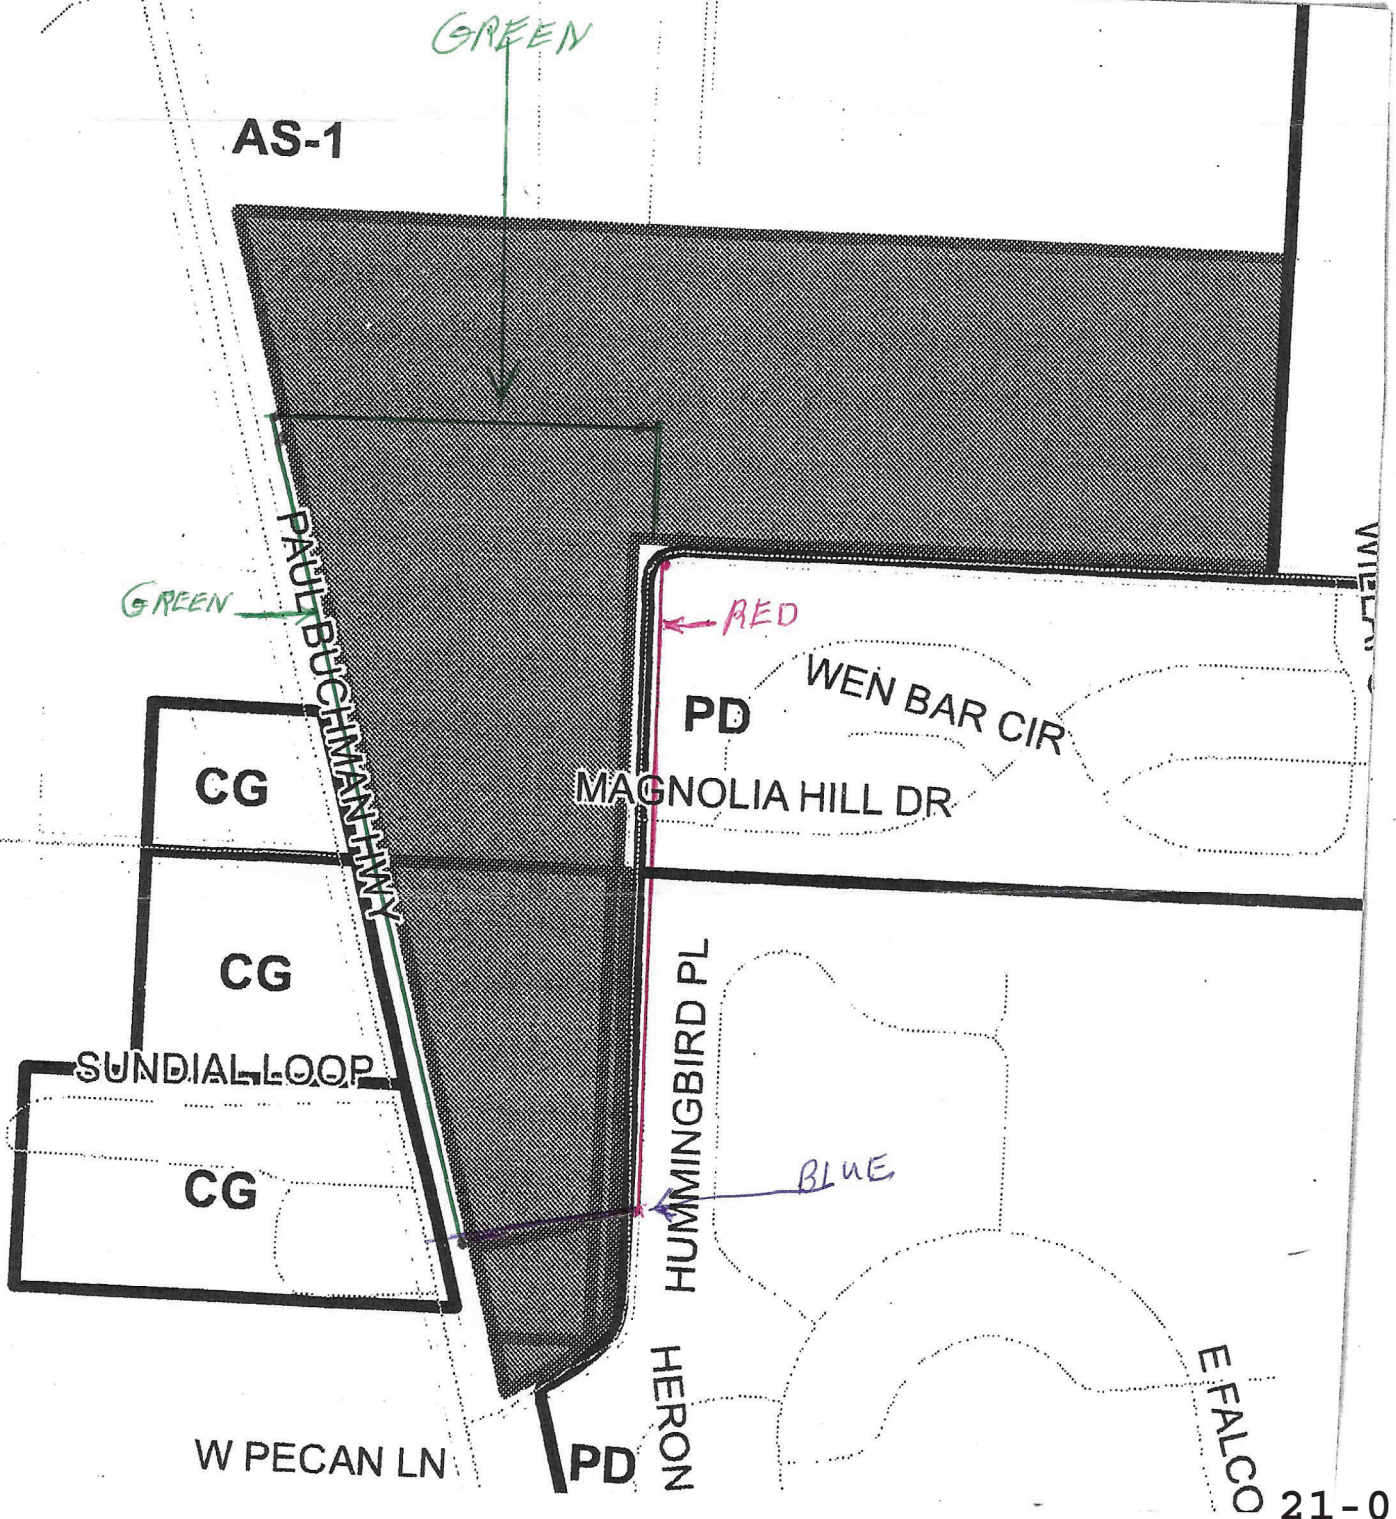 GREEN
AS-1
PAUL BUCHMAN HWY
GREEN
RED
PD
WEN BAR CIR
CG
MAGNOLIA HILL DR
CG
HUMMINGBIRD PL
SUNDIAL LOOP
CG
BLUE
HERON
E FALCO
W PECAN LN
PD
21-0